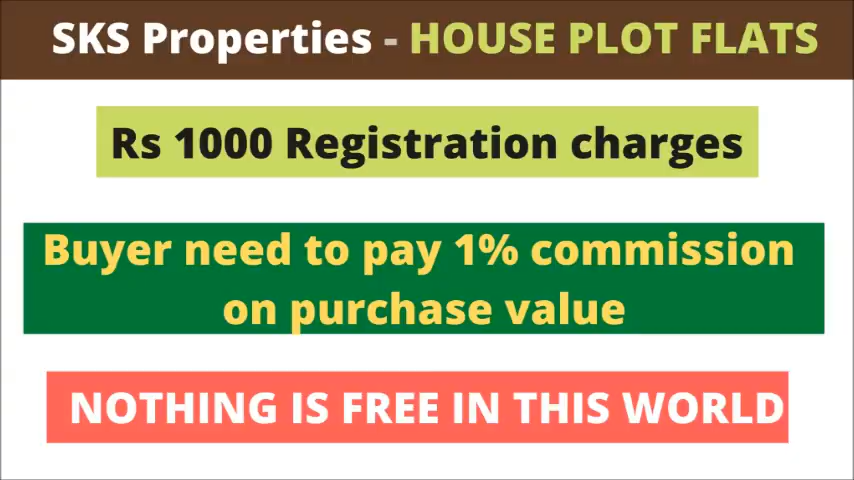 SKS Properties - HOUSE PLOT FLATS
Rs 1000 Registration charges
Buyer need to pay 1% commission
on purchase value
NOTHING IS FREE IN THIS WORLD